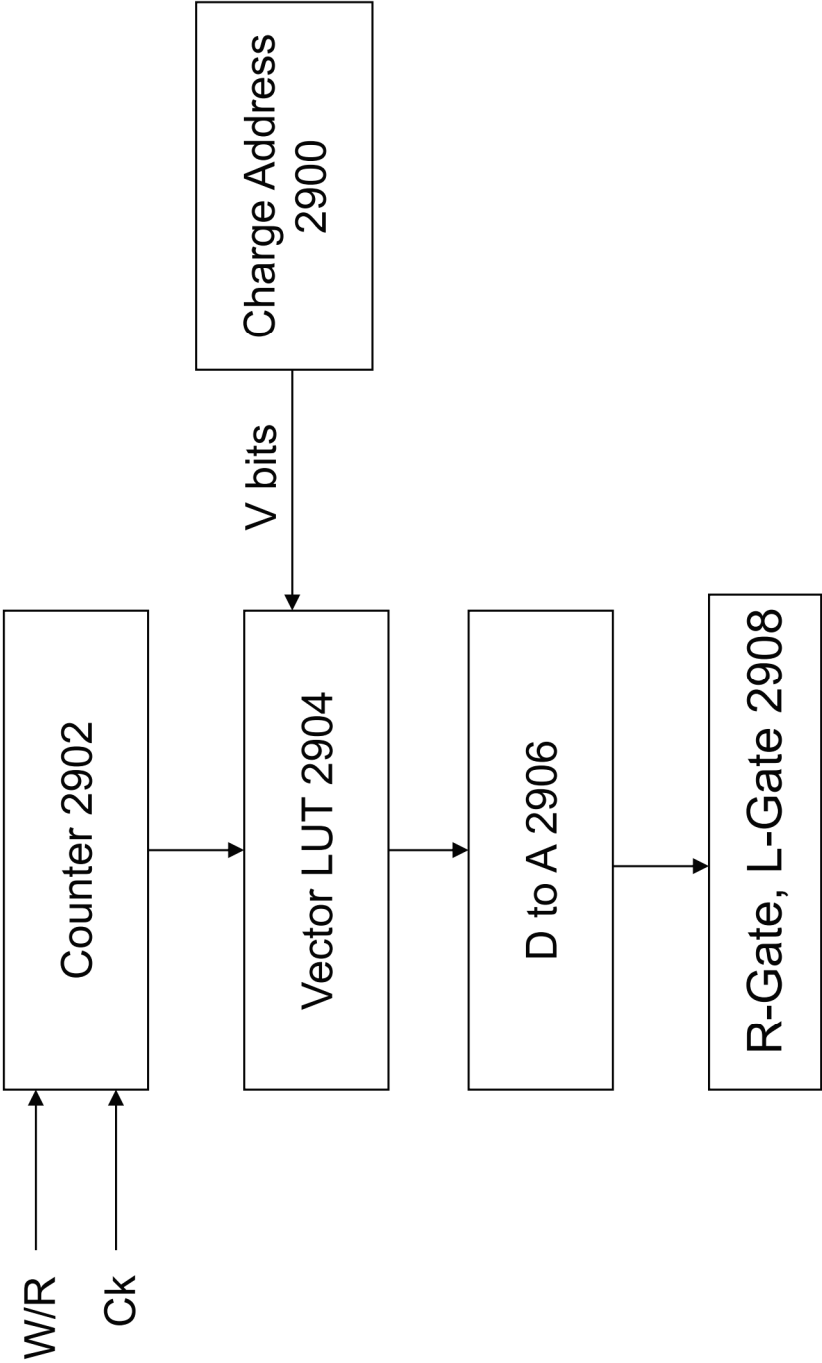 W/R
Ck
Counter 2902
Vector LUT 2904
V bits
Charge Address
2900
D to A 2906
R-Gate, L-Gate 2908